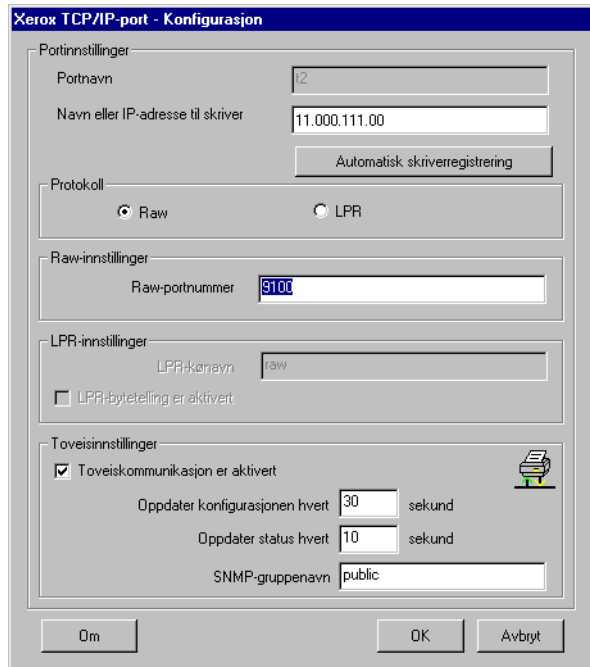 Xerox TCP/IP-port - Konfigurasjon
Portinnstillinger
Portnavn t2
Navn eller IP-adresse til skriver 11.000.111.00
Automatisk skriverregistrering
Protokoll
Raw LPR
Raw-innstillinger
Raw-portnummer 9100
LPR-innstillinger
LPR-kønavn raw
LPR-bytetelling er aktivert
Toveisinnstillinger
Toveiskommunikasjon er aktivert
Oppdater konfigurasjonen hvert 30 sekund
Oppdater status hvert 10 sekund
SNMP-gruppenavn public
Om OK Avbryt